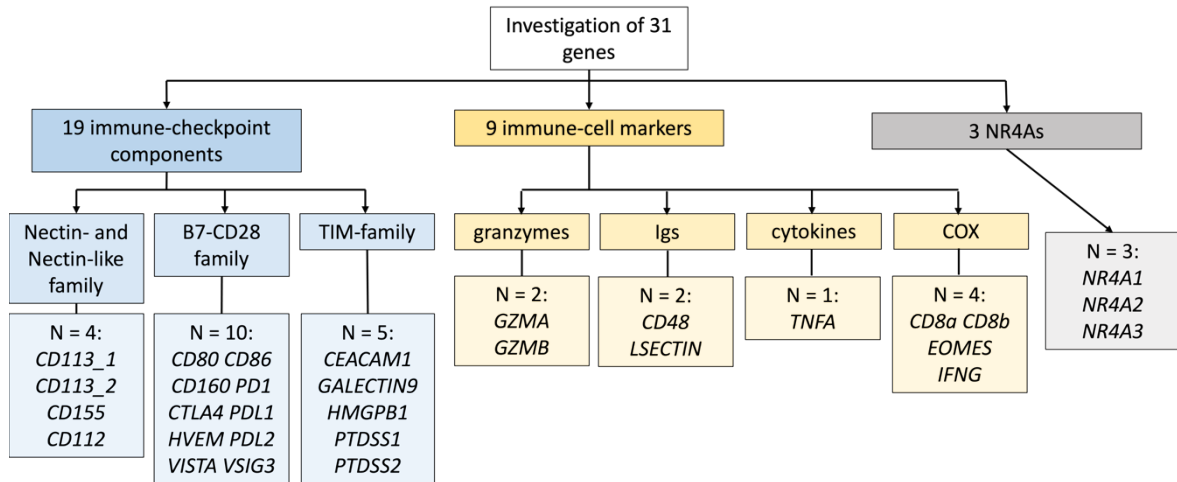 Investigation of 31
genes
19 immune-checkpoint
components
9 immune-cell markers
3 NR4As
Nectin- and
Nectin-like
family
B7-CD28
family
TIM-family
granzymes
Igs
cytokines
COX
N = 4:
CD113_1
CD113_2
CD155
CD112
N = 10:
CD80 CD86
CD160 PD1
CTLA4 PDL1
HVEM PDL2
VISTA VSIG3
N = 5:
CEACAM1
GALECTIN9
HMGPB1
PTDSS1
PTDSS2
N = 2:
GZMA
GZMB
N = 2:
CD48
LSECTIN
N = 1:
TNFA
N = 4:
CD8a CD8b
EOMES
IFNG
N = 3:
NR4A1
NR4A2
NR4A3